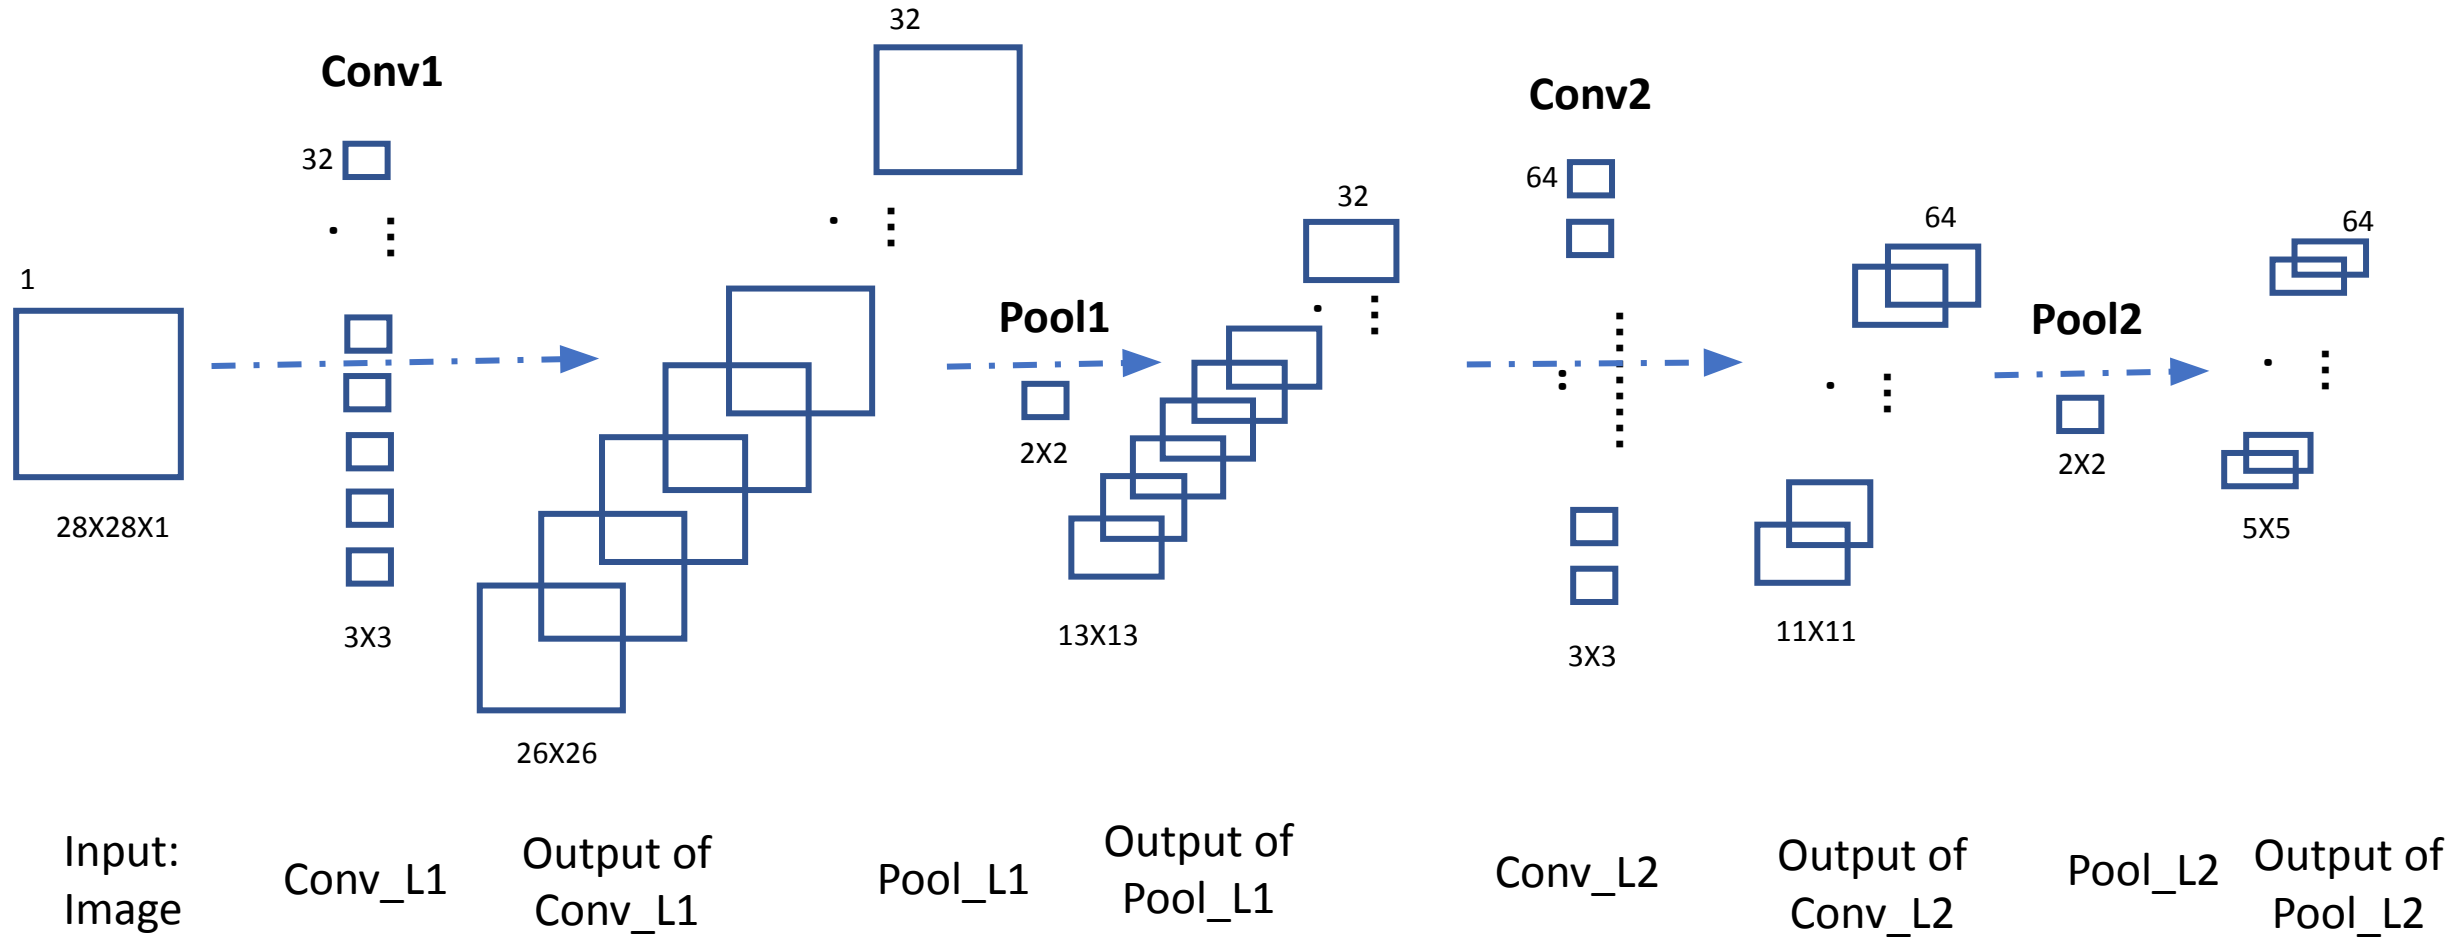 32
Conv1
Conv2
32
64
32
64
64
1
Pool1
Pool2
2X2
2X2
28X28X1
5X5
3X3
13X13
11X11
3X3
26X26
Input:
Image
Conv_L1
Output of
Conv_L1
Pool_L1
Output of
Pool_L1
Conv_L2
Output of
Conv_L2
Pool_L2
Output of
Pool_L2